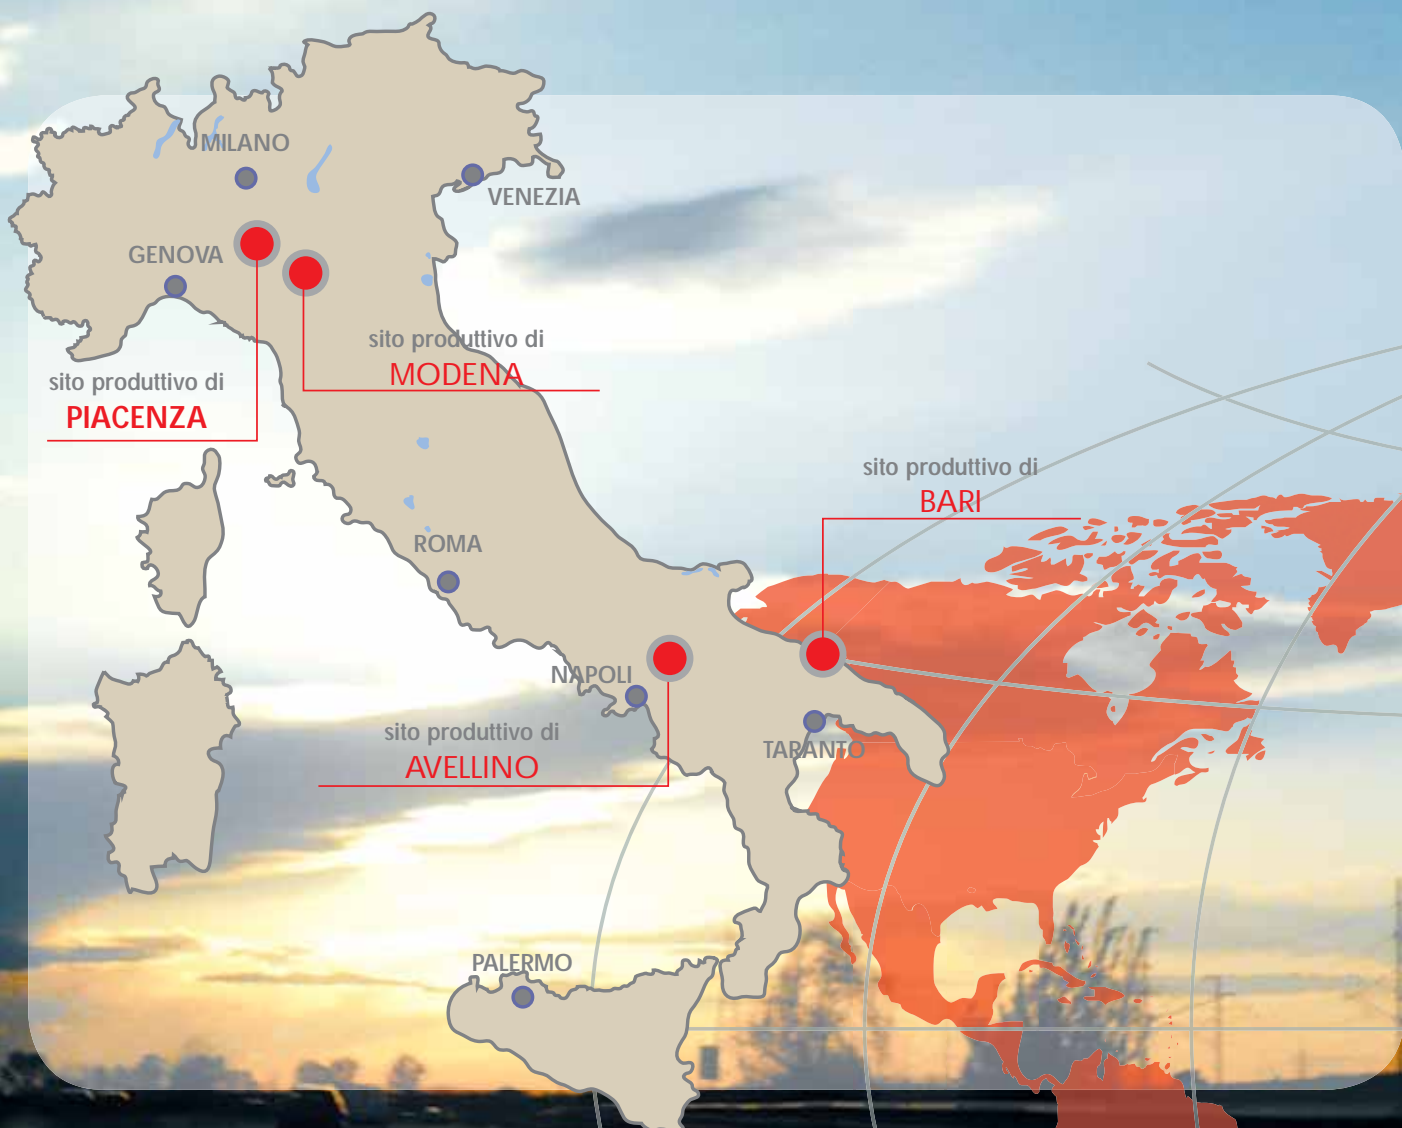 MILANO
VENEZIA
GENOVA
sito produttivo di
MODENA
sito produttivo di
PIACENZA
sito produttivo di
BARI
ROMA
NAPOLI
sito produttivo di
AVELLINO
TARANTO
PALERMO